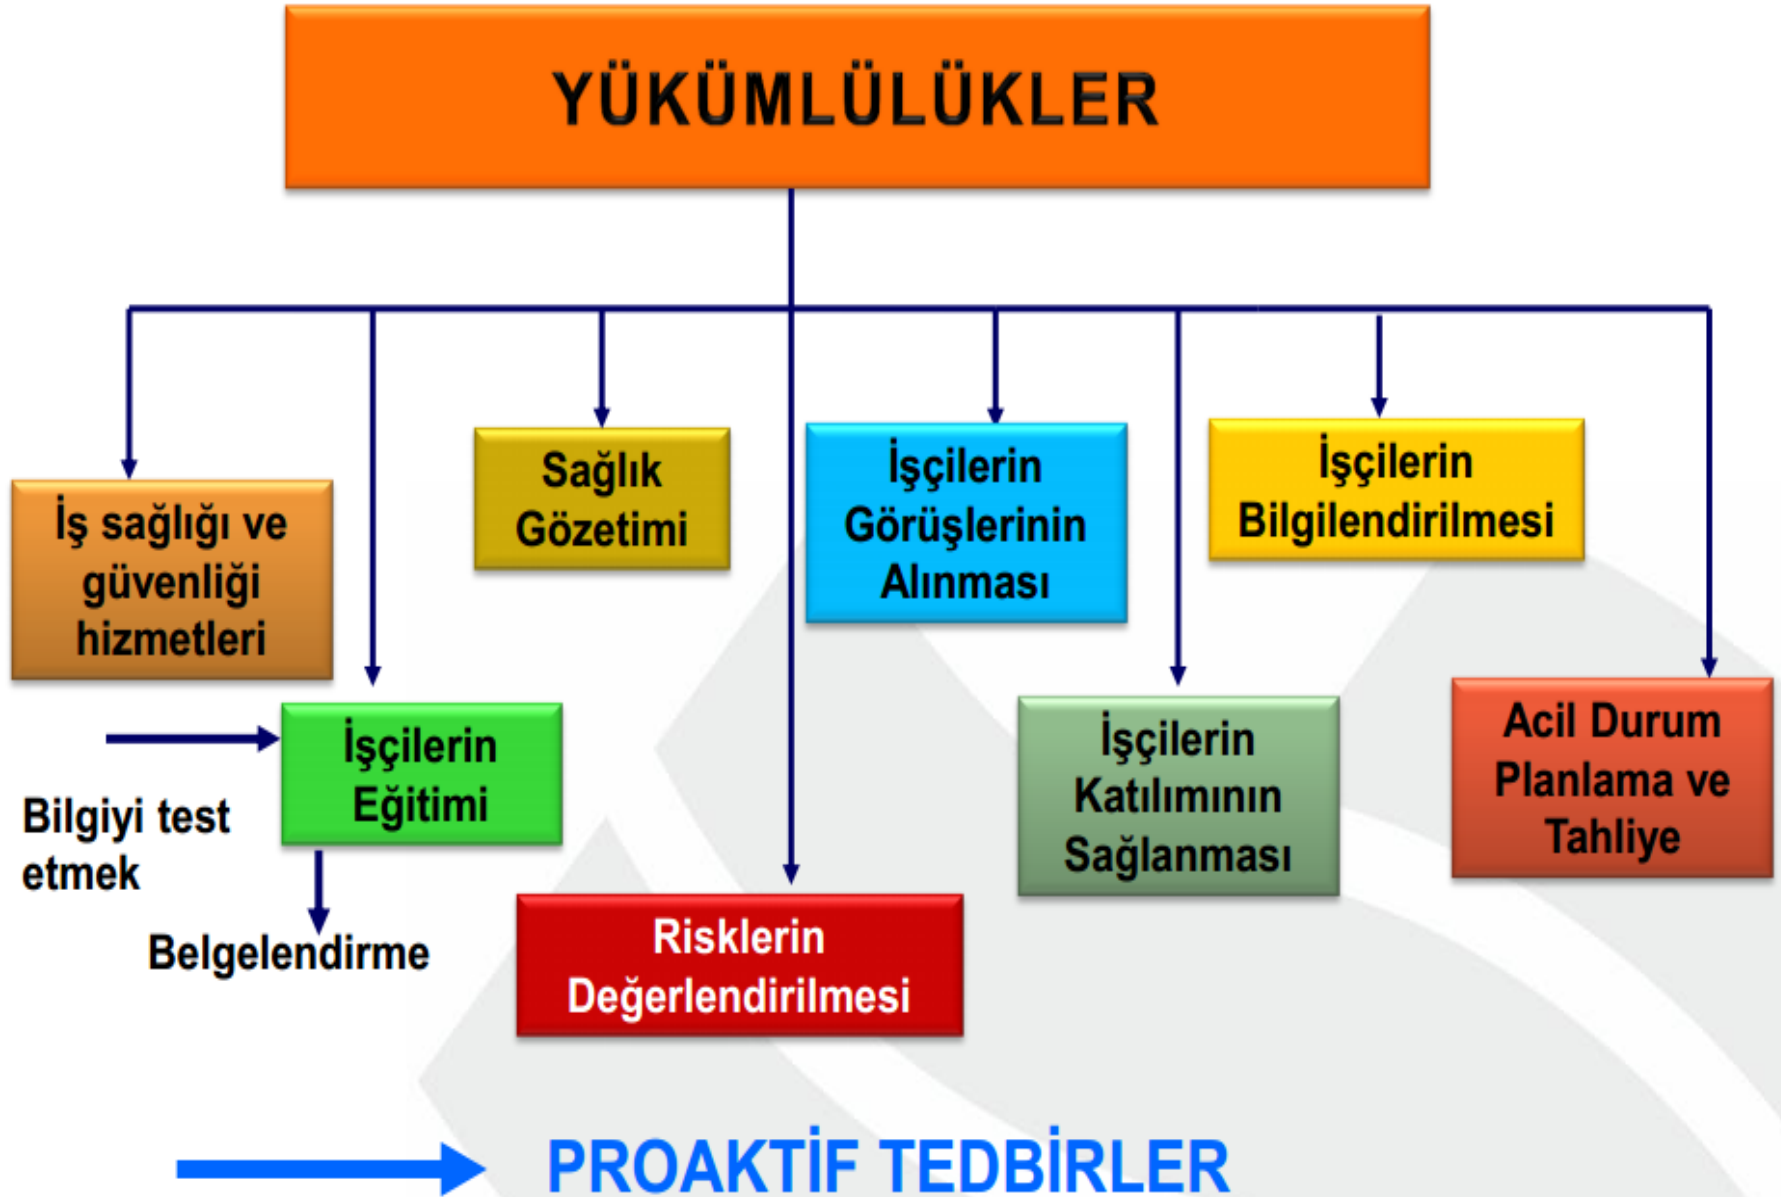 YÜKÜMLÜLÜKLER
İş sağlığı ve
güvenliği
hizmetleri
Sağlık
Gözetimi
İşçilerin
Görüşlerinin
Alınması
İşçilerin
Bilgilendirilmesi
İşçilerin
Eğitimi
Bilgiyi test
etmek
Belgelendirme
Risklerin
Değerlendirilmesi
İşçilerin
Katılımının
Sağlanması
Acil Durum
Planlama ve
Tahliye
PROAKTİF TEDBİRLER